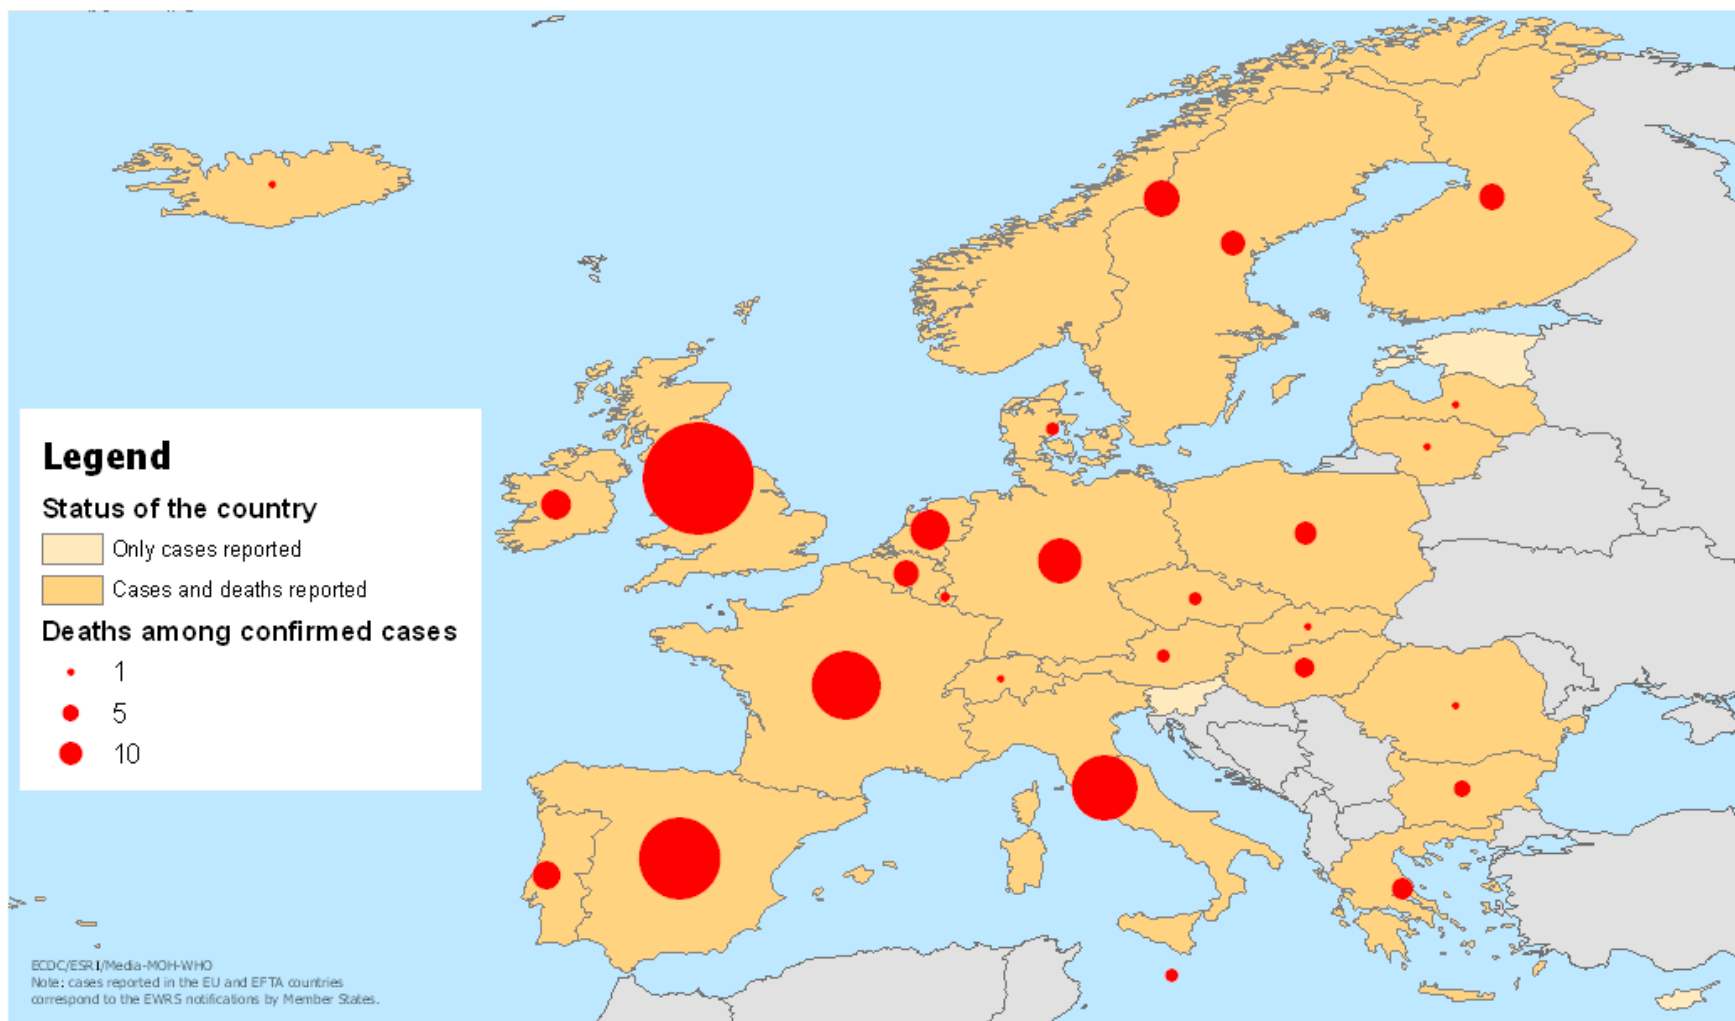 Legend
Status of the country
Only cases reported
Cases and deaths reported
Deaths among confirmed cases
1
5
10
ECDC/ESRI/Media-MOH-WHO
Note: cases reported in the EU and EFTA countries
correspond to the EWRS notifications by Member States.